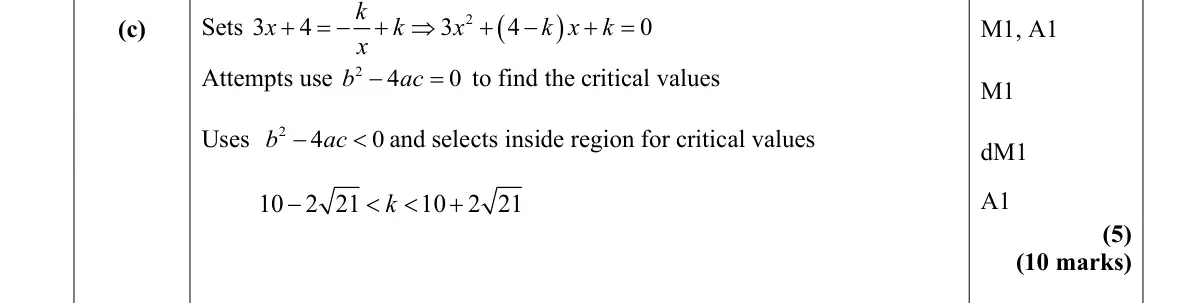 (c) Sets 3x + 4 = −k/x + k ⇒ 3x² + (4 − k)x + k = 0 M1, A1
Attempts use b² − 4ac = 0 to find the critical values M1
Uses b² − 4ac < 0 and selects inside region for critical values dM1
10 − 2√21 < k < 10 + 2√21 A1
(5)
(10 marks)